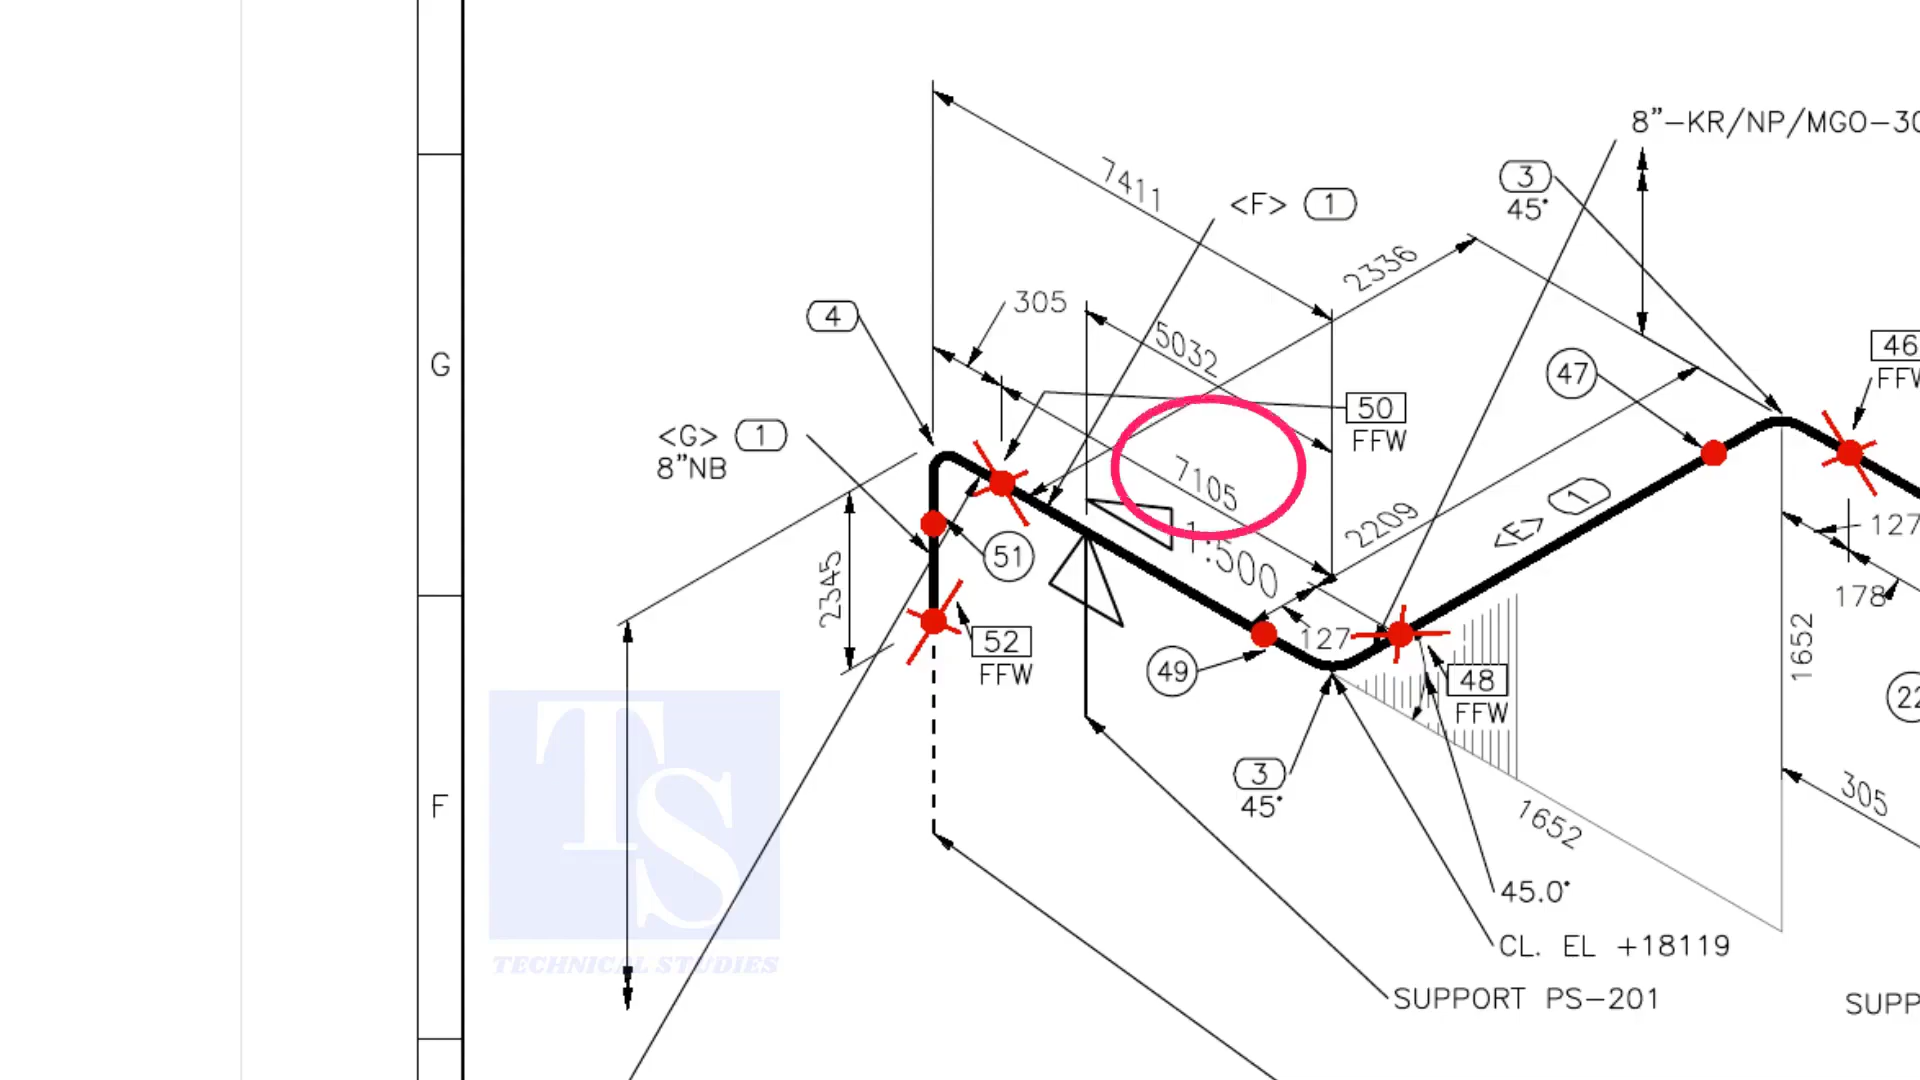 8”-KR/NP/MGO-30
7411
<F> 1
3
45°
2336
305
4
5032
46
FFW
G
47
50
FFW
<G> 1
8”NB
7105
2209
<E> 1
127
1:500
51
2345
178
52
FFW
127
1652
49
48
FFW
22
3
45°
305
F
1652
45.0°
CL. EL +18119
SUPPORT PS-201
SUPP
TS
TECHNICAL STUDIES